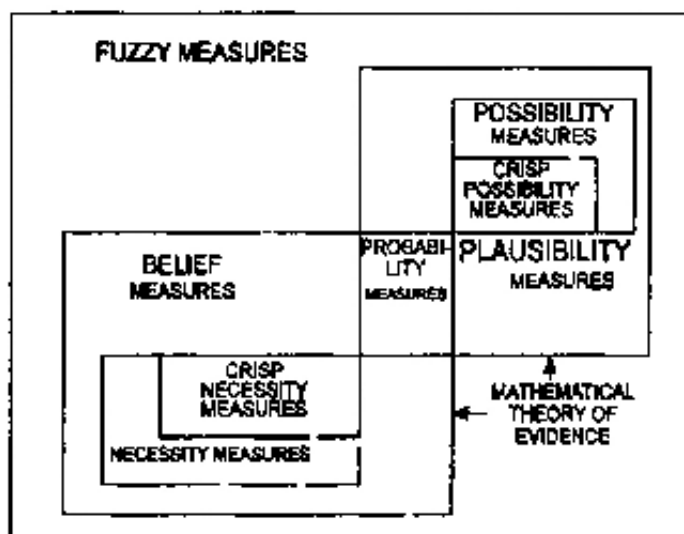 FUZZY MEASURES
POSSIBILITY
MEASURES
CRISP
POSSIBILITY
MEASURES
BELIEF
MEASURES
PROBABI-
LITY
MEASURES
PLAUSIBILITY
MEASURES
CRISP
NECESSITY
MEASURES
NECESSITY MEASURES
MATHEMATICAL
THEORY OF
EVIDENCE